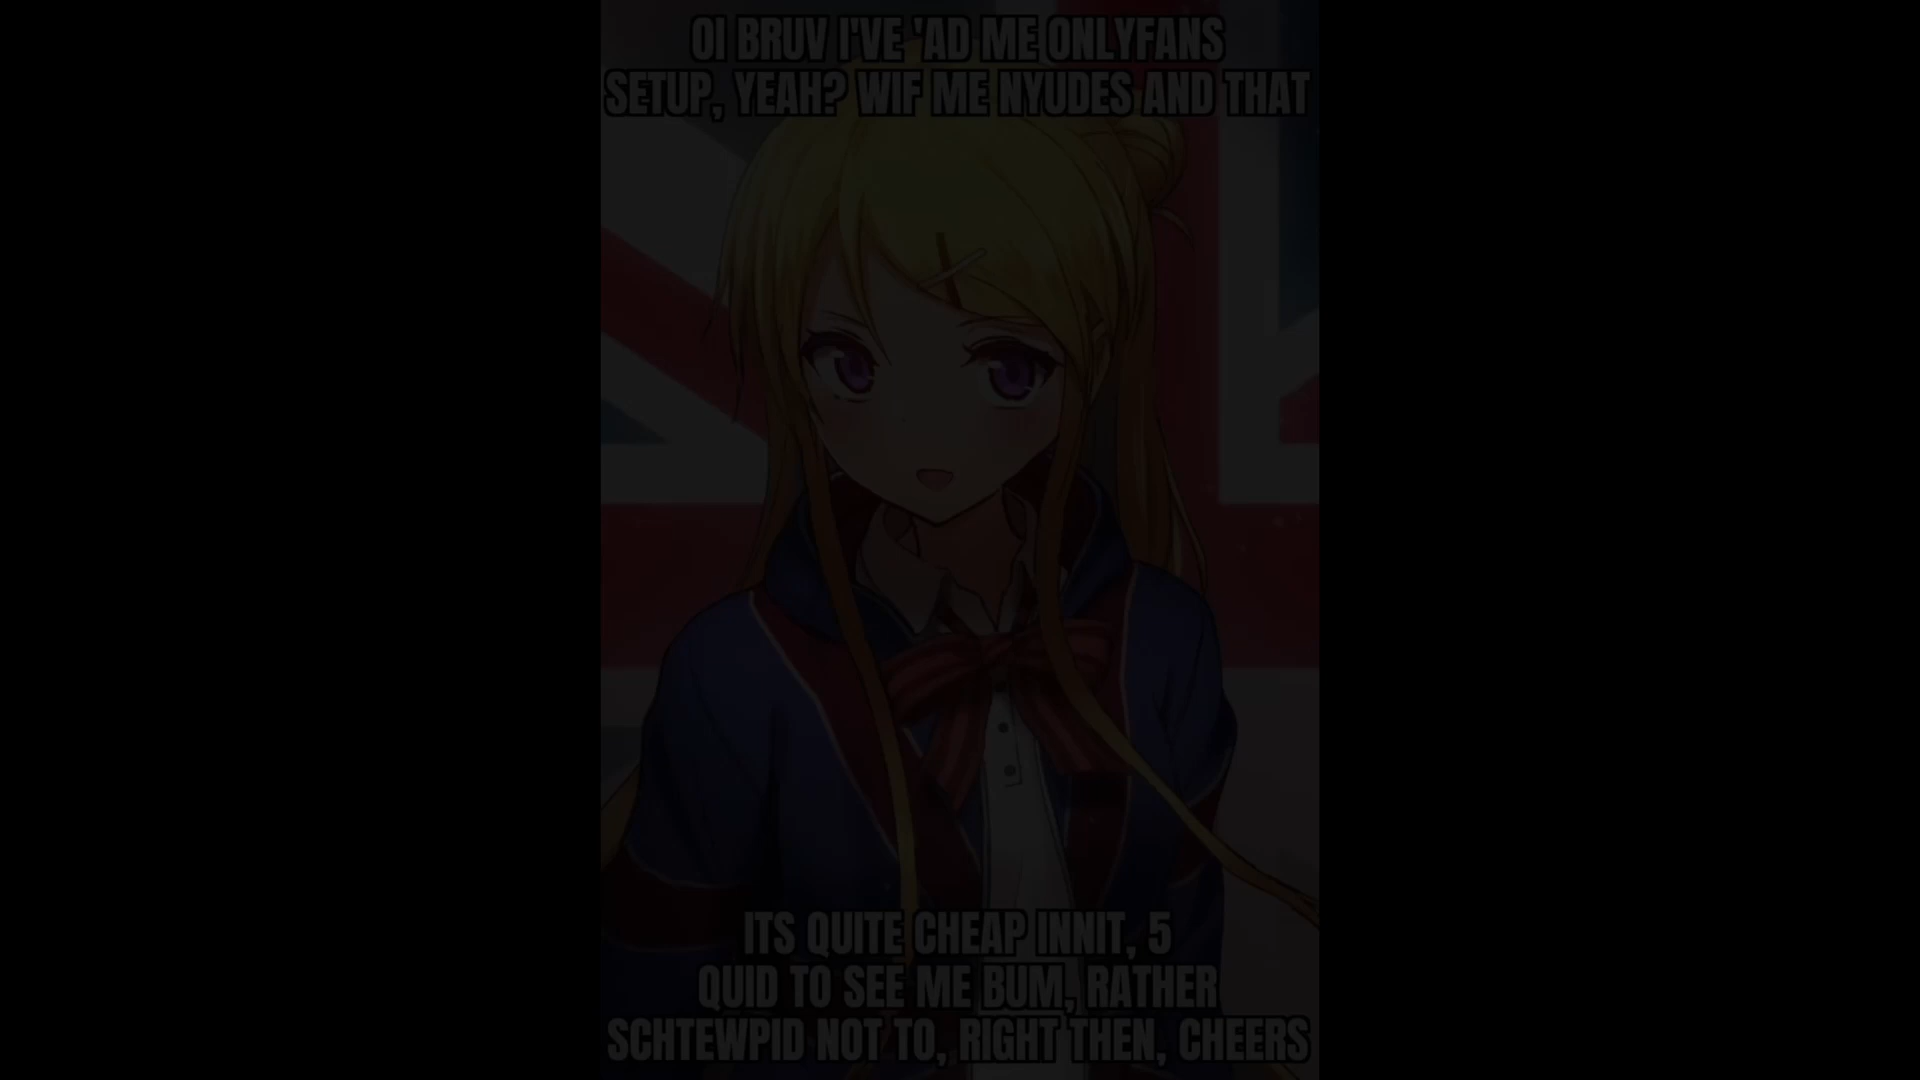 OI BRUV I'VE 'AD ME ONLYFANS
SETUP, YEAH? WIF ME NYUDES AND THAT
ITS QUITE CHEAP INNIT, 5
QUID TO SEE ME BUM, RATHER
SCHTEWPID NOT TO, RIGHT THEN, CHEERS